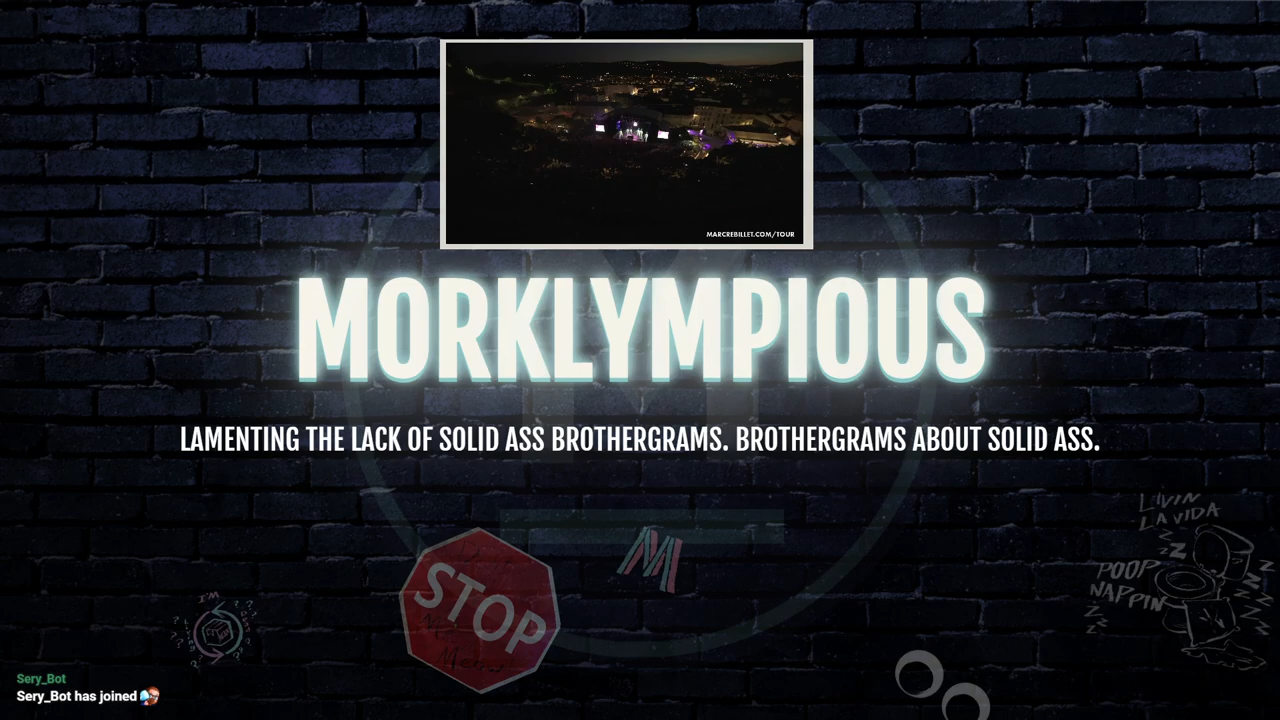 MARCREBILLET.COM/TOUR
MORKLYMPIOUS
LAMENTING THE LACK OF SOLID ASS BROTHERGRAMS. BROTHERGRAMS ABOUT SOLID ASS.
LIVIN
LA VIDA
POOP
NAPPIN
M
STOP
I'M
Sery_Bot
Sery_Bot has joined